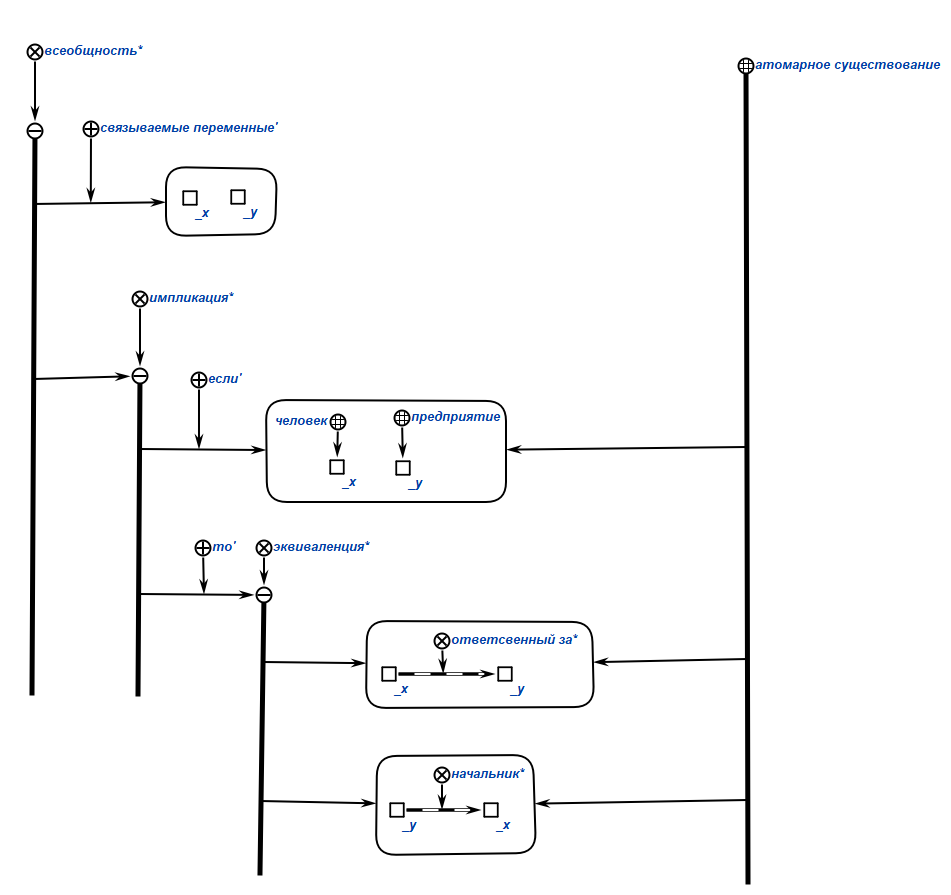 всеобщность*
атомарное существование
связываемые переменные'
_x _y
импликация*
если'
человек предприятие
_x _y
то' эквиваленция*
ответсвенный за*
_x _y
начальник*
_y _x